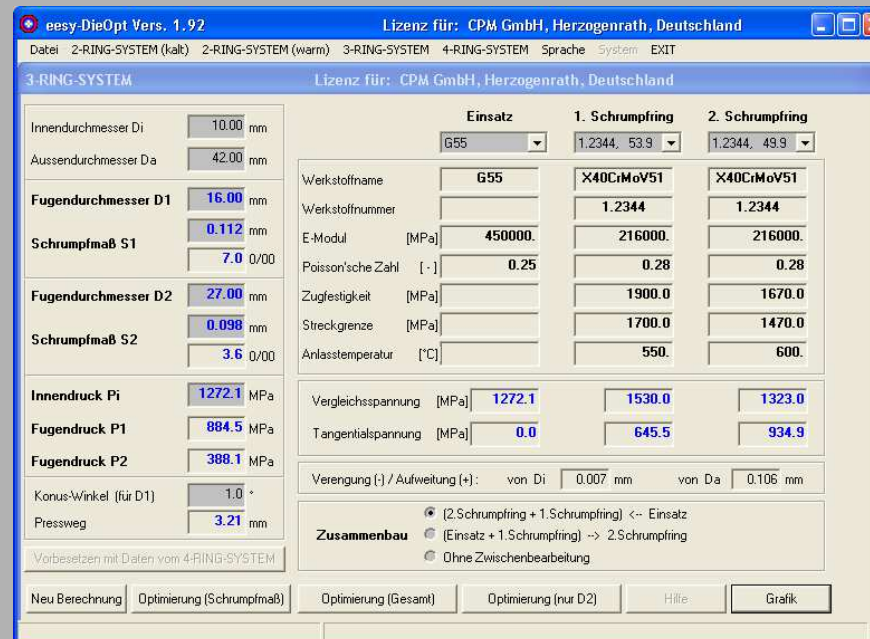 eesy-DieOpt Vers. 1.92 Lizenz für: CPM GmbH, Herzogenrath, Deutschland
Datei 2-RING-SYSTEM (kalt) 2-RING-SYSTEM (warm) 3-RING-SYSTEM 4-RING-SYSTEM Sprache System EXIT
3-RING-SYSTEM Lizenz für: CPM GmbH, Herzogenrath, Deutschland
Innendurchmesser Di 10.00 mm
Aussendurchmesser Da 42.00 mm
Fugendurchmesser D1 16.00 mm
Schrumpfmaß S1 0.112 mm
7.0 0/00
Fugendurchmesser D2 27.00 mm
Schrumpfmaß S2 0.098 mm
3.6 0/00
Innendruck Pi 1272.1 MPa
Fugendruck P1 884.5 MPa
Fugendruck P2 388.1 MPa
Konus-Winkel (für D1) 1.0 °
Pressweg 3.21 mm
Vorbesetzen mit Daten vom 4-RING-SYSTEM
Einsatz 1. Schrumpfring 2. Schrumpfring
G55 1.2344, 53.9 1.2344, 49.9
Werkstoffname G55 X40CrMoV51 X40CrMoV51
Werkstoffnummer 1.2344 1.2344
E-Modul [MPa] 450000. 216000. 216000.
Poisson'sche Zahl [ - ] 0.25 0.28 0.28
Zugfestigkeit [MPa] 1900.0 1670.0
Streckgrenze [MPa] 1700.0 1470.0
Anlasstemperatur [°C] 550. 600.
Vergleichsspannung [MPa] 1272.1 1530.0 1323.0
Tangentialspannung [MPa] 0.0 645.5 934.9
Verengung (-) / Aufweitung (+) : von Di 0.007 mm von Da 0.106 mm
Zusammenbau
(2.Schrumpfring + 1.Schrumpfring) <-- Einsatz
(Einsatz + 1.Schrumpfring) --> 2.Schrumpfring
Ohne Zwischenbearbeitung
Neu Berechnung Optimierung (Schrumpfmaß) Optimierung (Gesamt) Optimierung (nur D2) Hilfe Grafik